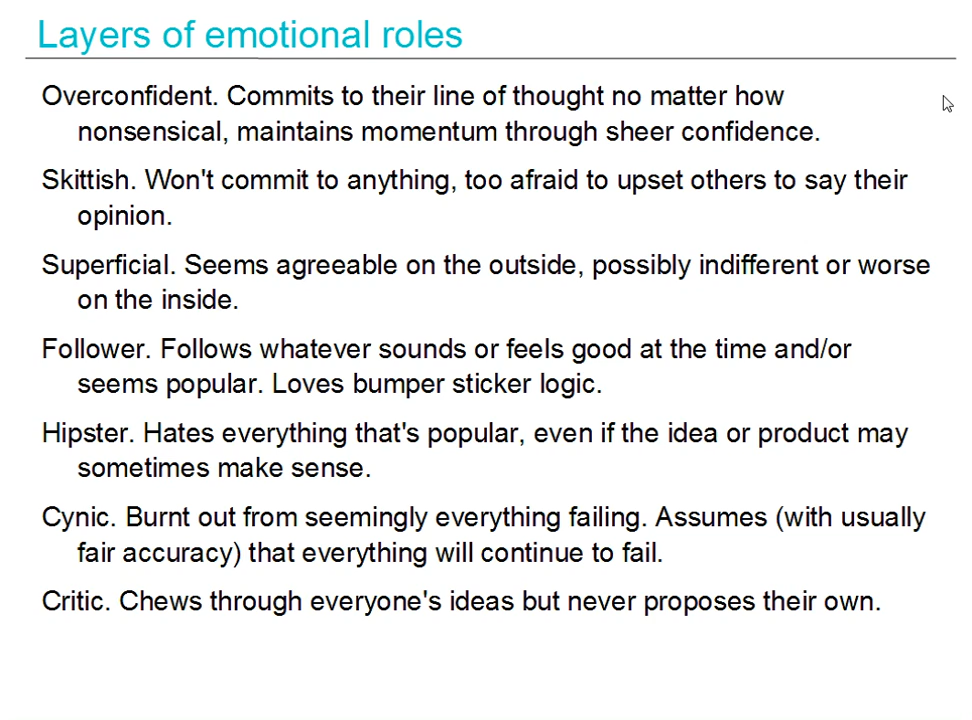 Layers of emotional roles
Overconfident. Commits to their line of thought no matter how
nonsensical, maintains momentum through sheer confidence.
Skittish. Won't commit to anything, too afraid to upset others to say their
opinion.
Superficial. Seems agreeable on the outside, possibly indifferent or worse
on the inside.
Follower. Follows whatever sounds or feels good at the time and/or
seems popular. Loves bumper sticker logic.
Hipster. Hates everything that's popular, even if the idea or product may
sometimes make sense.
Cynic. Burnt out from seemingly everything failing. Assumes (with usually
fair accuracy) that everything will continue to fail.
Critic. Chews through everyone's ideas but never proposes their own.